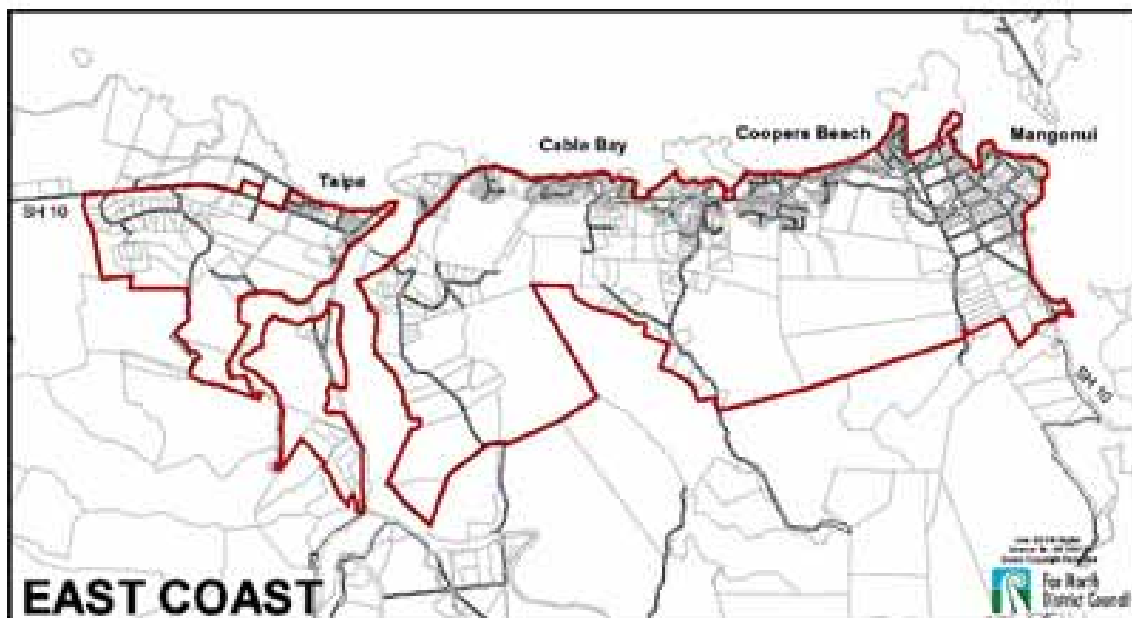 Coopers Beach
Mangonui
Cable Bay
Taipa
SH 10
SH 10
EAST COAST
Far North
District Council